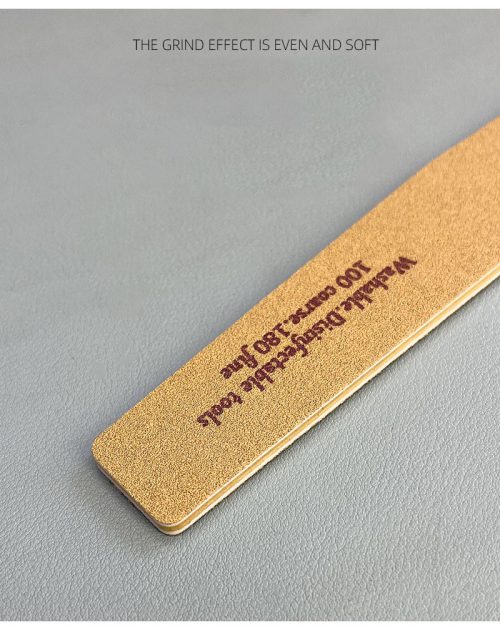 THE GRIND EFFECT IS EVEN AND SOFT
Washable.Disinfectable tools
100 coarse.180 fine